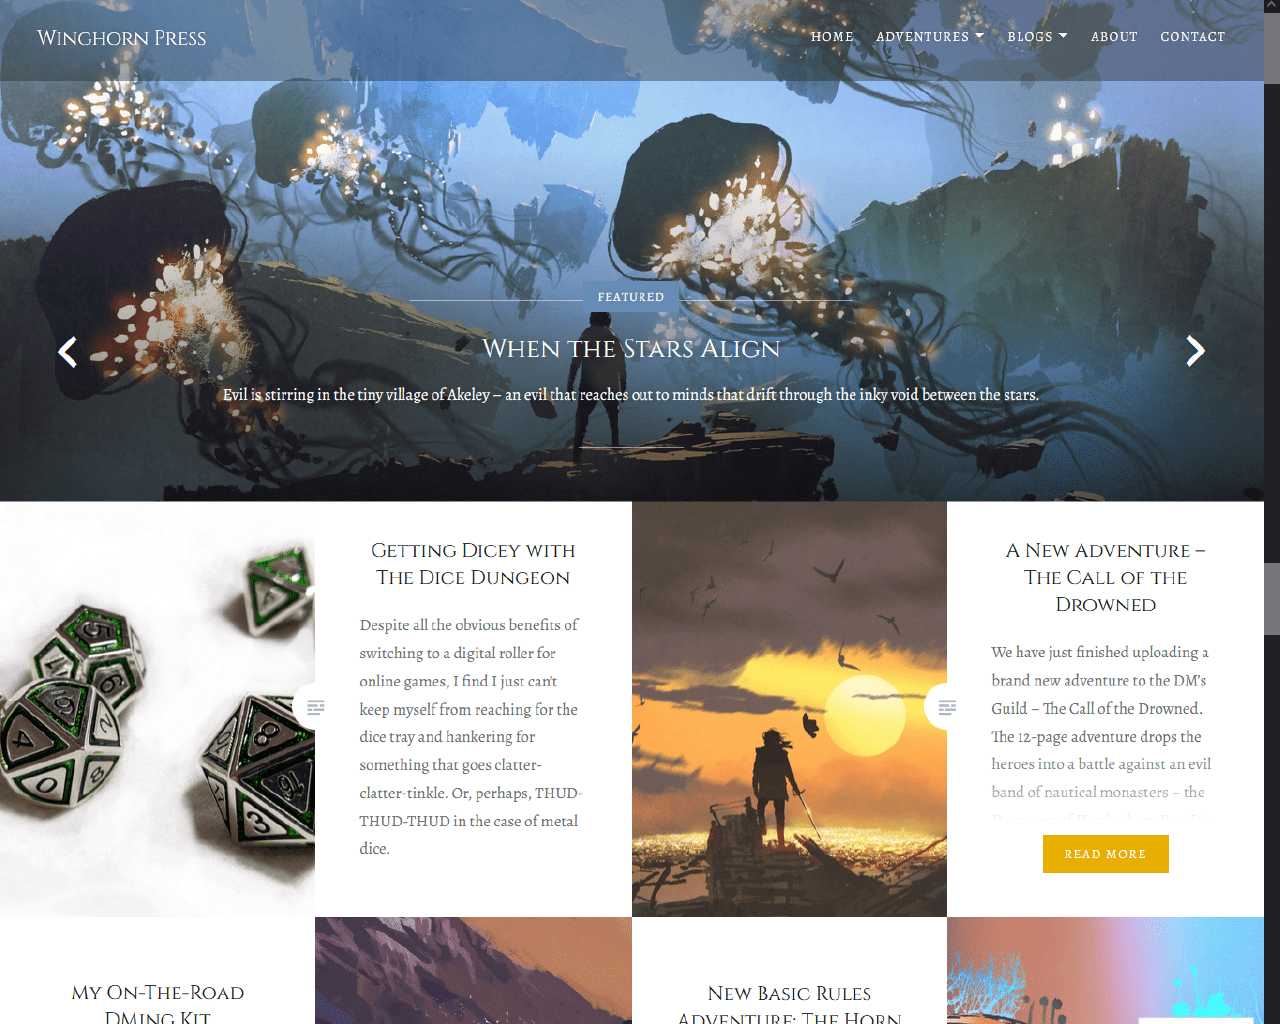 Winghorn Press
HOME ADVENTURES BLOGS ABOUT CONTACT
FEATURED
When the Stars Align
Evil is stirring in the tiny village of Akeley – an evil that reaches out to minds that drift through the inky void between the stars.
Getting Dicey with
The Dice Dungeon
Despite all the obvious benefits of
switching to a digital roller for
online games, I find I just can't
keep myself from reaching for the
dice tray and hankering for
something that goes clatter-
clatter-tinkle. Or, perhaps, THUD-
THUD-THUD in the case of metal
dice.
A New Adventure –
The Call of the
Drowned
We have just finished uploading a
brand new adventure to the DM's
Guild – The Call of the Drowned.
The 12-page adventure drops the
heroes into a battle against an evil
band of nautical monasters – the
READ MORE
My On-The-Road
DMing Kit
New Basic Rules
Adventure: The Horn